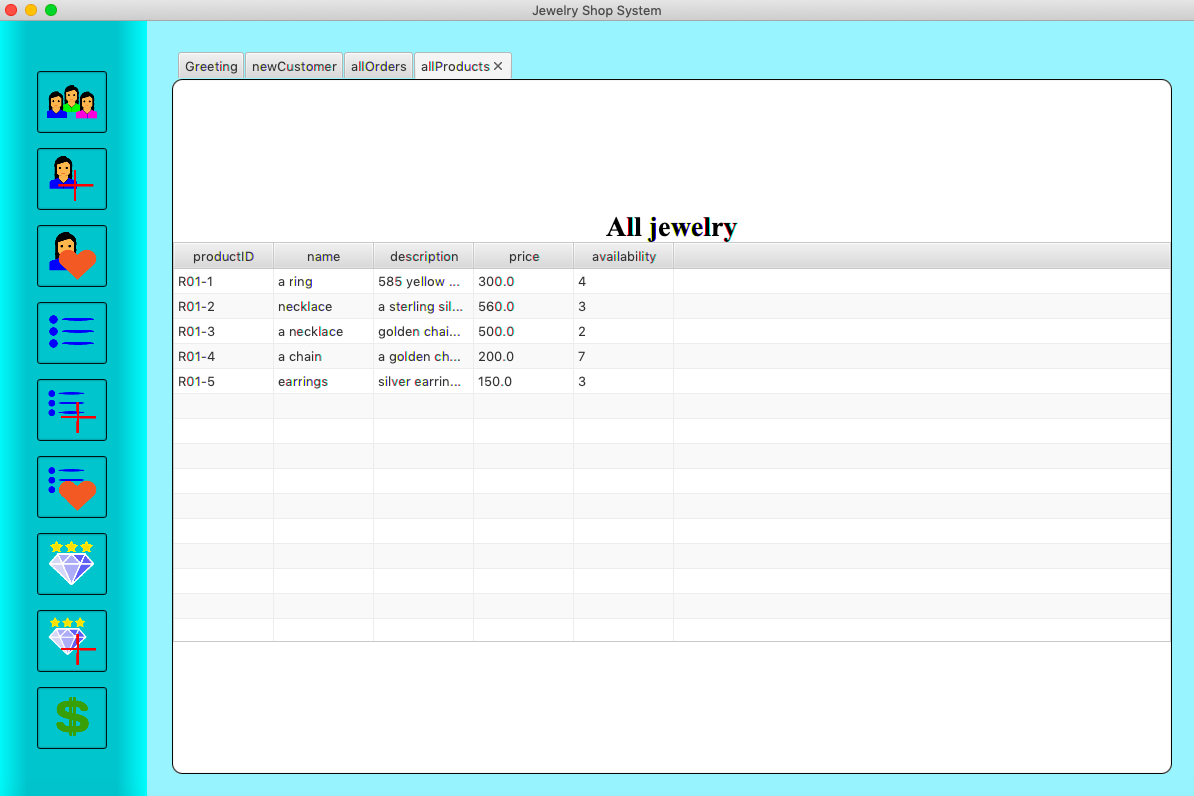 Jewelry Shop System
Greeting newCustomer allOrders allProducts ✕
All jewelry
productID name description price availability
R01-1 a ring 585 yellow ... 300.0 4
R01-2 necklace a sterling sil... 560.0 3
R01-3 a necklace golden chai... 500.0 2
R01-4 a chain a golden ch... 200.0 7
R01-5 earrings silver earrin... 150.0 3
$